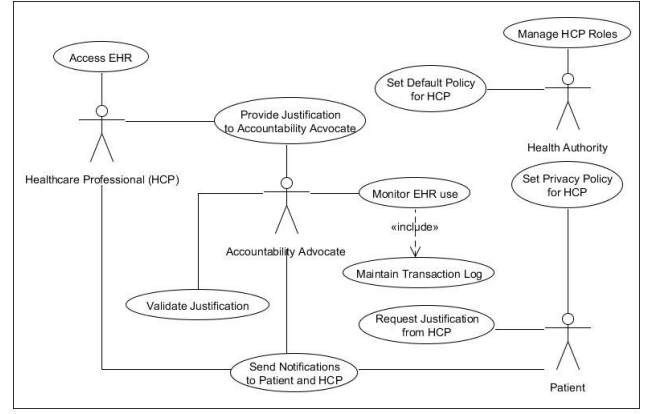 Manage HCP Roles
Access EHR
Set Default Policy
for HCP
Provide Justification
to Accountability Advocate
Health Authority
Healthcare Professional (HCP)
Set Privacy Policy
for HCP
Monitor EHR use
«include»
Accountability Advocate
Maintain Transaction Log
Validate Justification
Request Justification
from HCP
Send Notifications
to Patient and HCP
Patient